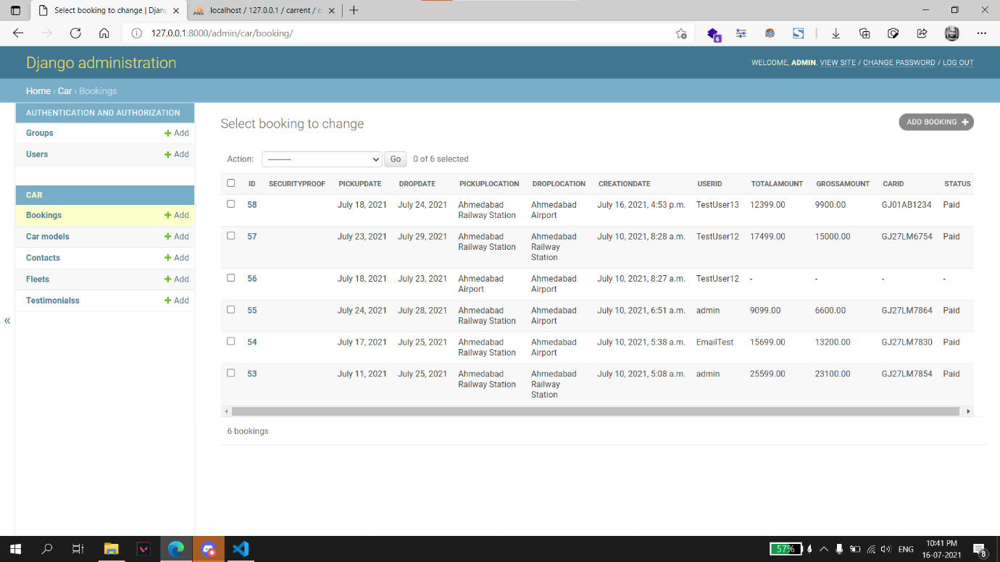 Select booking to change | Djang
localhost / 127.0.0.1 / carrent / c
127.0.0.1:8000/admin/car/booking/
6
Django administration
WELCOME, ADMIN. VIEW SITE / CHANGE PASSWORD / LOG OUT
Home › Car › Bookings
AUTHENTICATION AND AUTHORIZATION
Groups + Add
Users + Add
CAR
Bookings + Add
Car models + Add
Contacts + Add
Fleets + Add
Testimonialss + Add
«
Select booking to change
ADD BOOKING +
Action: --------- Go 0 of 6 selected
ID SECURITYPROOF PICKUPDATE DROPDATE PICKUPLOCATION DROPLOCATION CREATIONDATE USERID TOTALAMOUNT GROSSAMOUNT CARID STATUS
58 July 18, 2021 July 24, 2021 Ahmedabad Ahmedabad July 16, 2021, 4:53 p.m. TestUser13 12399.00 9900.00 GJ01AB1234 Paid
Railway Station Airport
57 July 23, 2021 July 29, 2021 Ahmedabad Ahmedabad July 10, 2021, 8:28 a.m. TestUser12 17499.00 15000.00 GJ27LM6754 Paid
Railway Station Railway
Station
56 July 18, 2021 July 23, 2021 Ahmedabad Ahmedabad July 10, 2021, 8:27 a.m. TestUser12 - - - -
Airport Airport
55 July 24, 2021 July 28, 2021 Ahmedabad Ahmedabad July 10, 2021, 6:51 a.m. admin 9099.00 6600.00 GJ27LM7864 Paid
Railway Station Airport
54 July 17, 2021 July 25, 2021 Ahmedabad Ahmedabad July 10, 2021, 5:38 a.m. EmailTest 15699.00 13200.00 GJ27LM7830 Paid
Railway Station Airport
53 July 11, 2021 July 25, 2021 Ahmedabad Ahmedabad July 10, 2021, 5:08 a.m. admin 25599.00 23100.00 GJ27LM7854 Paid
Railway Station Railway
Station
6 bookings
57% ENG 10:41 PM
16-07-2021
8